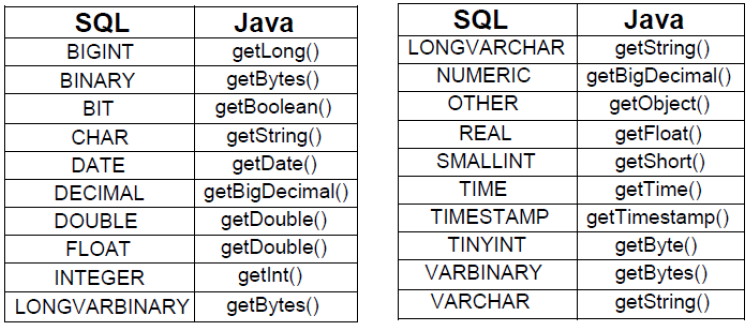 SQL Java
BIGINT getLong()
BINARY getBytes()
BIT getBoolean()
CHAR getString()
DATE getDate()
DECIMAL getBigDecimal()
DOUBLE getDouble()
FLOAT getDouble()
INTEGER getInt()
LONGVARBINARY getBytes()
SQL Java
LONGVARCHAR getString()
NUMERIC getBigDecimal()
OTHER getObject()
REAL getFloat()
SMALLINT getShort()
TIME getTime()
TIMESTAMP getTimestamp()
TINYINT getByte()
VARBINARY getBytes()
VARCHAR getString()